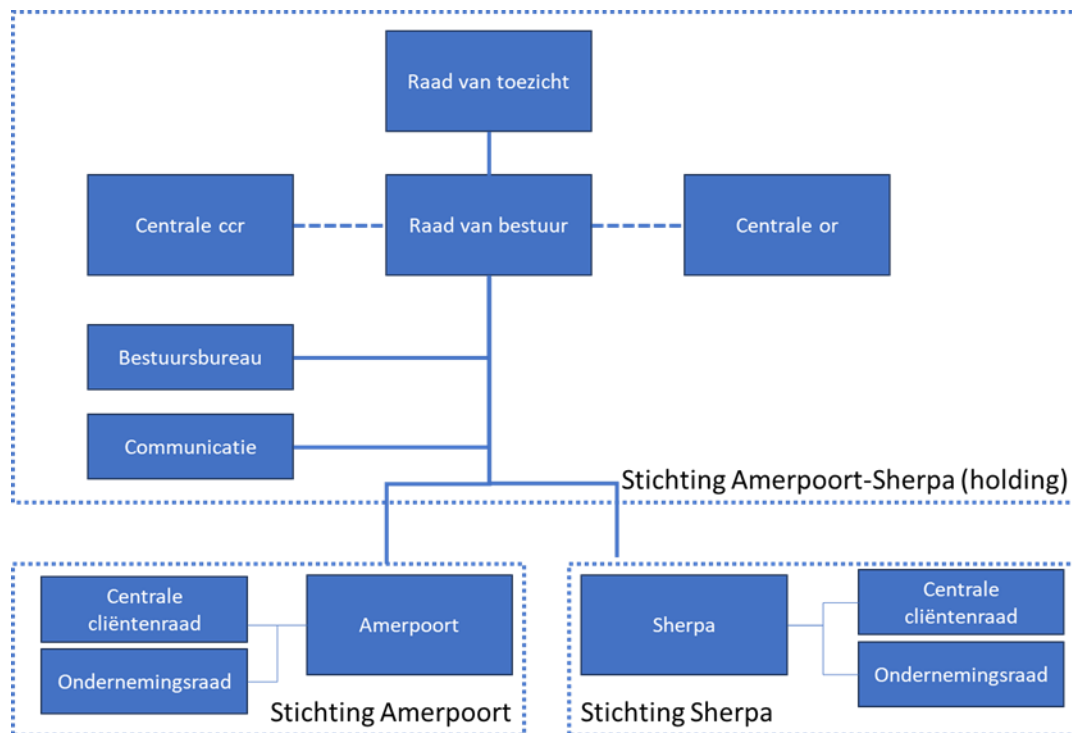 Raad van toezicht
Centrale ccr
Raad van bestuur
Centrale or
Bestuursbureau
Communicatie
Stichting Amerpoort-Sherpa (holding)
Centrale
cliëntenraad
Ondernemingsraad
Amerpoort
Stichting Amerpoort
Sherpa
Centrale
cliëntenraad
Ondernemingsraad
Stichting Sherpa